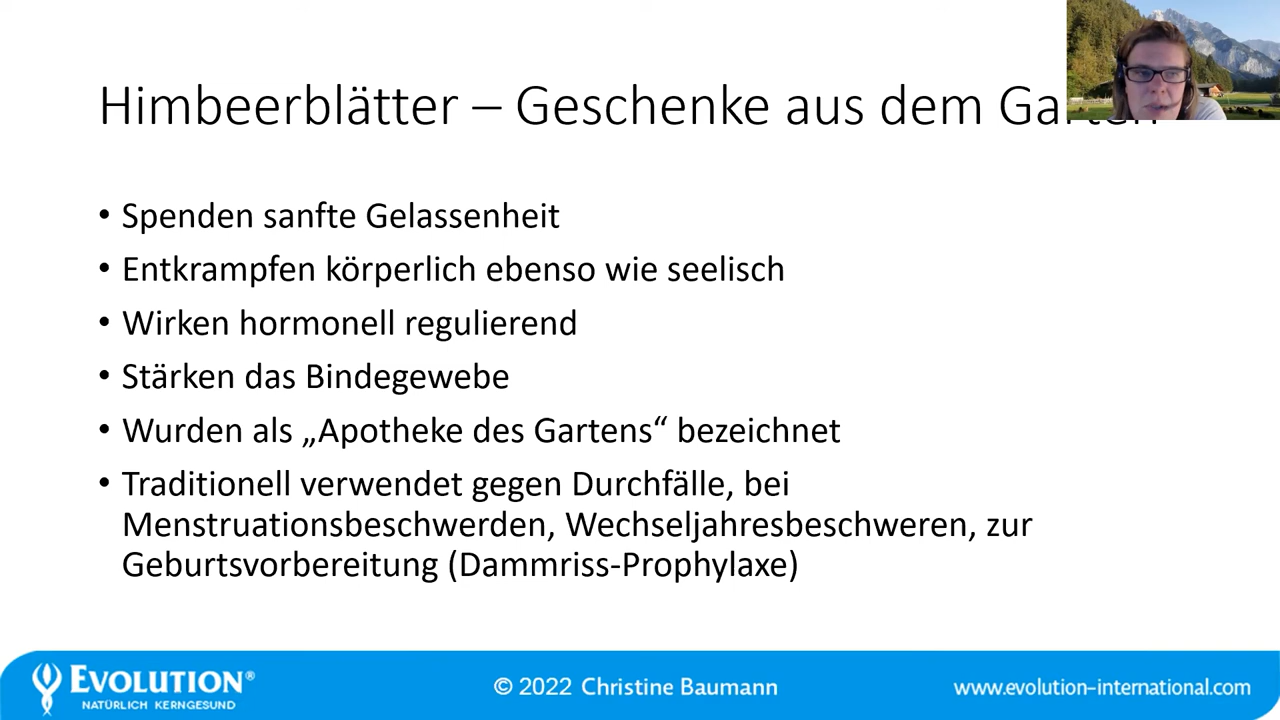 Himbeerblätter – Geschenke aus dem Garten
• Spenden sanfte Gelassenheit
• Entkrampfen körperlich ebenso wie seelisch
• Wirken hormonell regulierend
• Stärken das Bindegewebe
• Wurden als „Apotheke des Gartens“ bezeichnet
• Traditionell verwendet gegen Durchfälle, bei
Menstruationsbeschwerden, Wechseljahresbeschweren, zur
Geburtsvorbereitung (Dammriss-Prophylaxe)
EVOLUTION®
NATÜRLICH KERNGESUND
© 2022 Christine Baumann
www.evolution-international.com